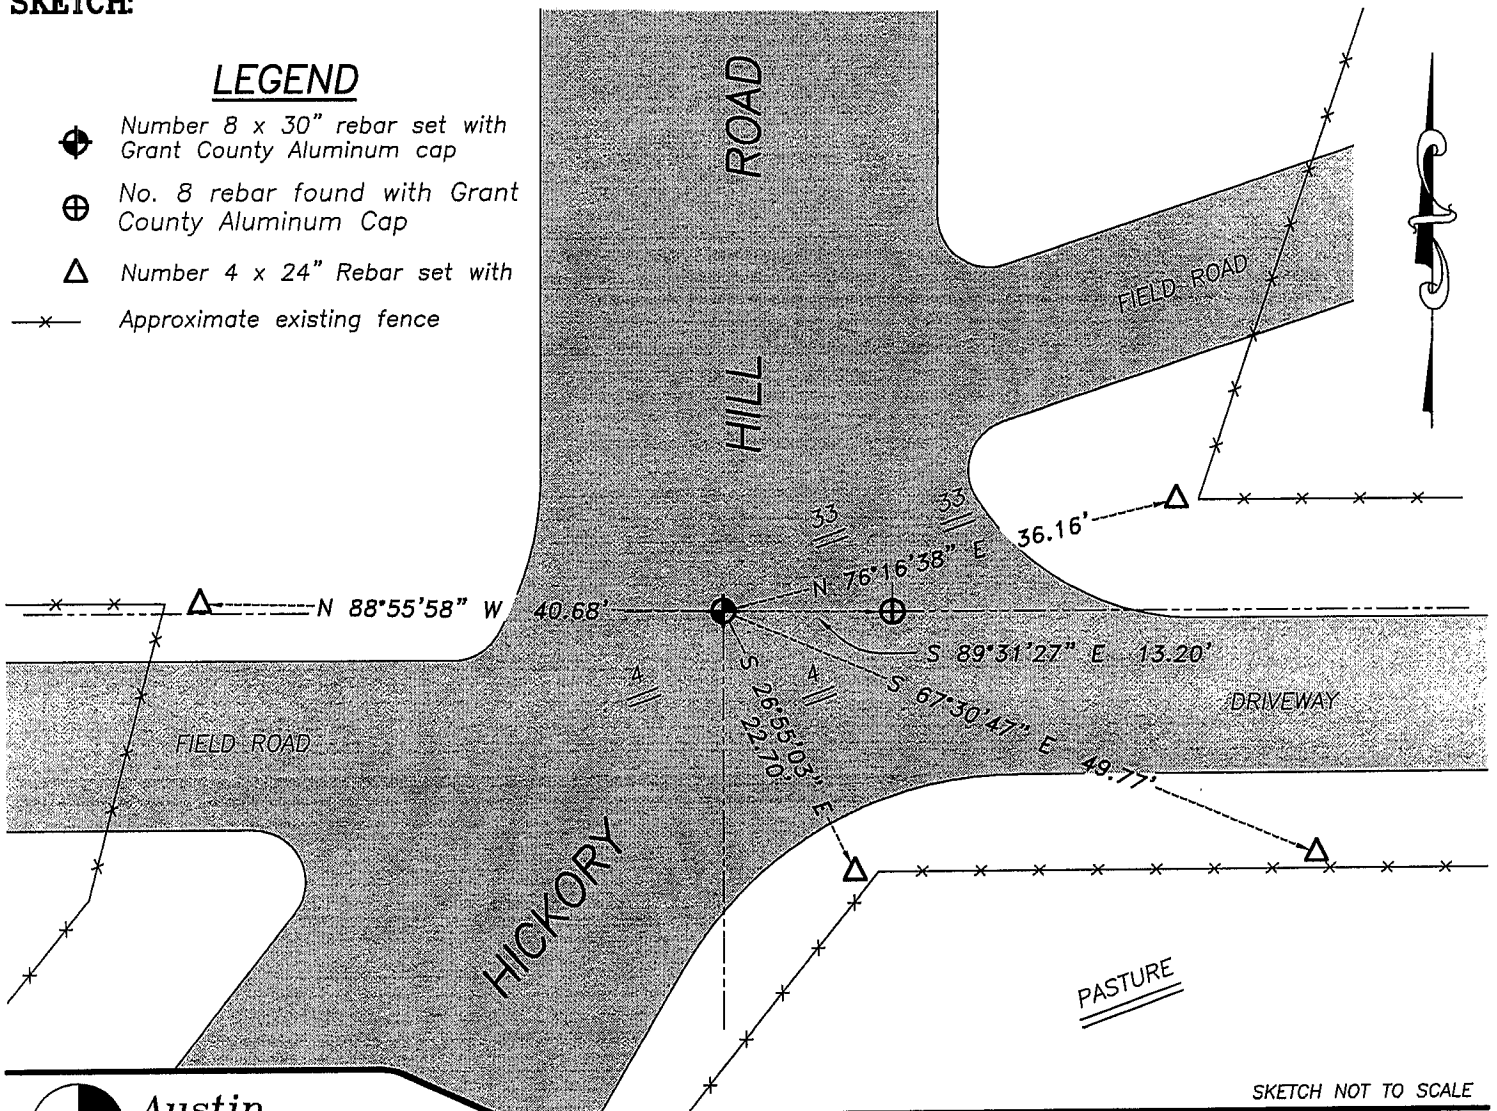 SKETCH:
LEGEND
Number 8 x 30" rebar set with
Grant County Aluminum cap
No. 8 rebar found with Grant
County Aluminum Cap
Number 4 x 24" Rebar set with
Approximate existing fence
ROAD
HILL
HICKORY
FIELD ROAD
33
33
N 76°16'38" E 36.16'
N 88°55'58" W 40.68'
S 89°31'27" E 13.20'
4
4
S 67°30'47" E 49.77'
S 26°55'03" E
22.70'
DRIVEWAY
FIELD ROAD
PASTURE
SKETCH NOT TO SCALE
Austin